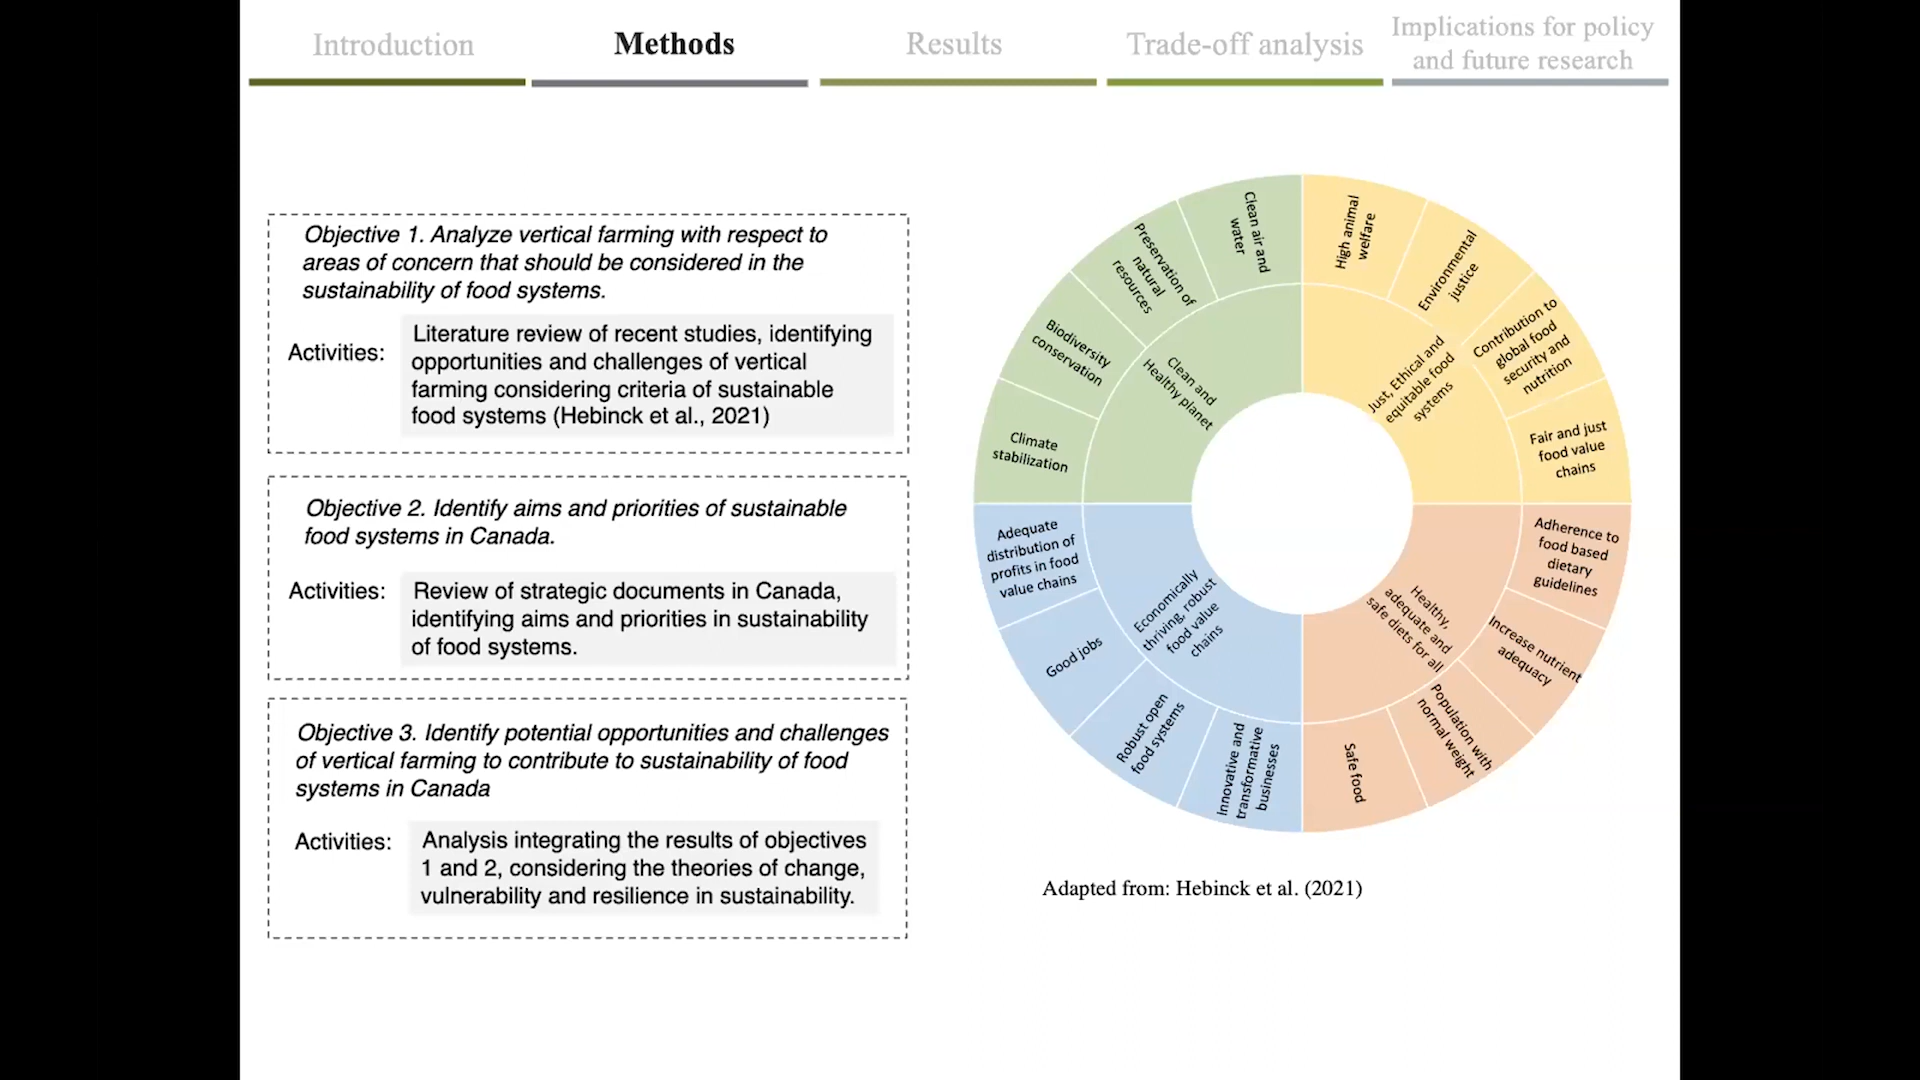 Introduction
Methods
Results
Trade-off analysis
Implications for policy
and future research
Objective 1. Analyze vertical farming with respect to
areas of concern that should be considered in the
sustainability of food systems.
Activities:
Literature review of recent studies, identifying
opportunities and challenges of vertical
farming considering criteria of sustainable
food systems (Hebinck et al., 2021)
Objective 2. Identify aims and priorities of sustainable
food systems in Canada.
Activities:
Review of strategic documents in Canada,
identifying aims and priorities in sustainability
of food systems.
Objective 3. Identify potential opportunities and challenges
of vertical farming to contribute to sustainability of food
systems in Canada
Activities:
Analysis integrating the results of objectives
1 and 2, considering the theories of change,
vulnerability and resilience in sustainability.
Clean air and
water
Preservation of
natural
resources
Biodiversity
conservation
Climate
stabilization
Clean and
Healthy planet
High animal
welfare
Environmental
justice
Contribution to
global food
security and
nutrition
Fair and just
food value
chains
Just, Ethical and
equitable food
systems
Adherence to
food based
dietary
guidelines
Increase nutrient
adequacy
Population with
normal weight
Safe food
Healthy,
adequate and
safe diets for all
Adequate
distribution of
profits in food
value chains
Good jobs
Robust open
food systems
Innovative and
transformative
businesses
Economically
thriving, robust
food value
chains
Adapted from: Hebinck et al. (2021)